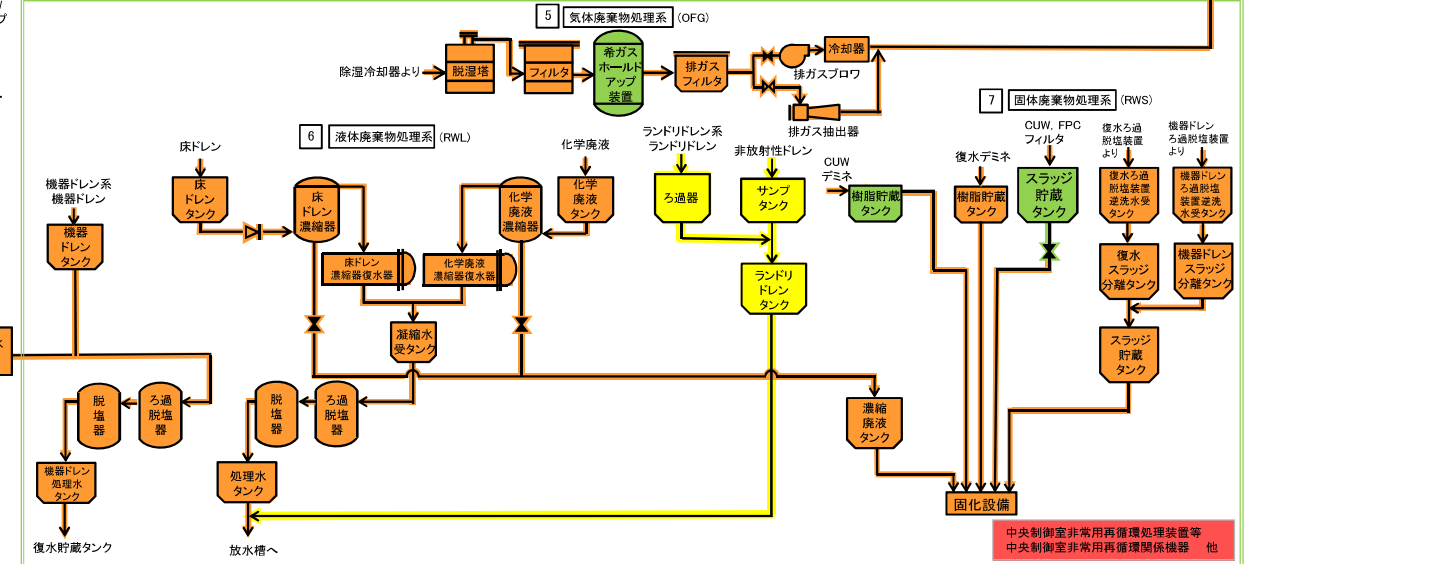 5 気体廃棄物処理系 (OFG)
除湿冷却器より
脱湿塔
フィルタ
希ガス
ホールド
アップ
装置
排ガス
フィルタ
排ガスブロワ
冷却器
排ガス抽出器
6 液体廃棄物処理系 (RWL)
機器ドレン系
機器ドレン
機器
ドレン
タンク
床ドレン
床
ドレン
タンク
床
ドレン
濃縮器
化学
廃液
濃縮器
化学廃液
化学
廃液
タンク
床ドレン
濃縮器復水器
化学廃液
濃縮器復水器
凝縮水
受タンク
ランドリドレン系
ランドリドレン
ろ過器
非放射性ドレン
サンプ
タンク
ランドリ
ドレン
タンク
脱
塩
器
ろ過
脱塩
器
機器ドレン
処理水
タンク
復水貯蔵タンク
脱
塩
器
ろ過
脱塩
器
処理水
タンク
放水槽へ
7 固体廃棄物処理系 (RWS)
CUW
デミネ
樹脂貯蔵
タンク
復水デミネ
樹脂貯蔵
タンク
CUW, FPC
フィルタ
スラッジ
貯蔵
タンク
復水ろ過
脱塩装置
より
復水ろ過
脱塩装置
逆洗水受
タンク
復水
スラッジ
分離タンク
機器ドレン
ろ過脱塩装置
より
機器ドレン
ろ過脱塩
装置逆洗
水受タンク
機器ドレン
スラッジ
分離タンク
スラッジ
貯蔵
タンク
濃縮
廃液
タンク
固化設備
中央制御室非常用再循環処理装置等
中央制御室非常用再循環関係機器 他